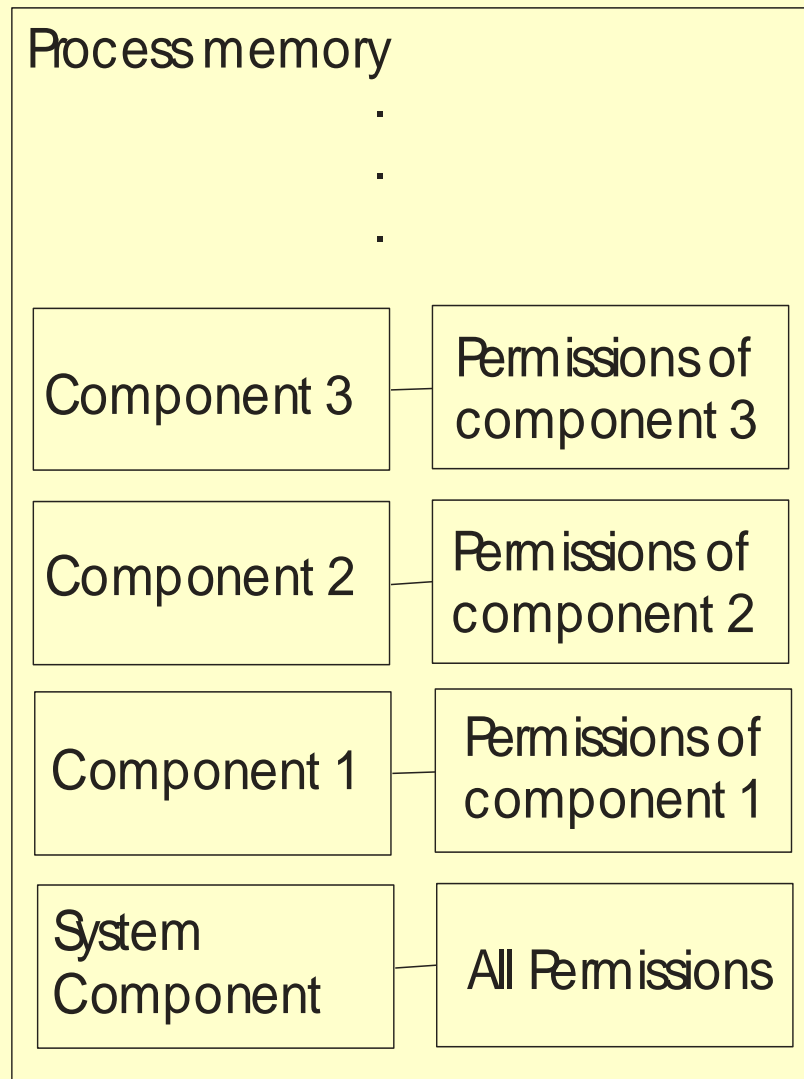 Process memory
.
.
.
Component 3
Permissions of
component 3
Component 2
Permissions of
component 2
Component 1
Permissions of
component 1
System
Component
All Permissions